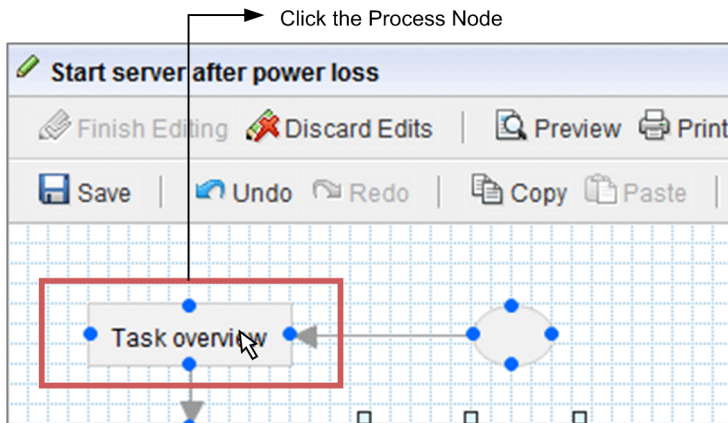 Click the Process Node
Start server after power loss
Finish Editing Discard Edits Preview Print
Save Undo Redo Copy Paste
Task overview